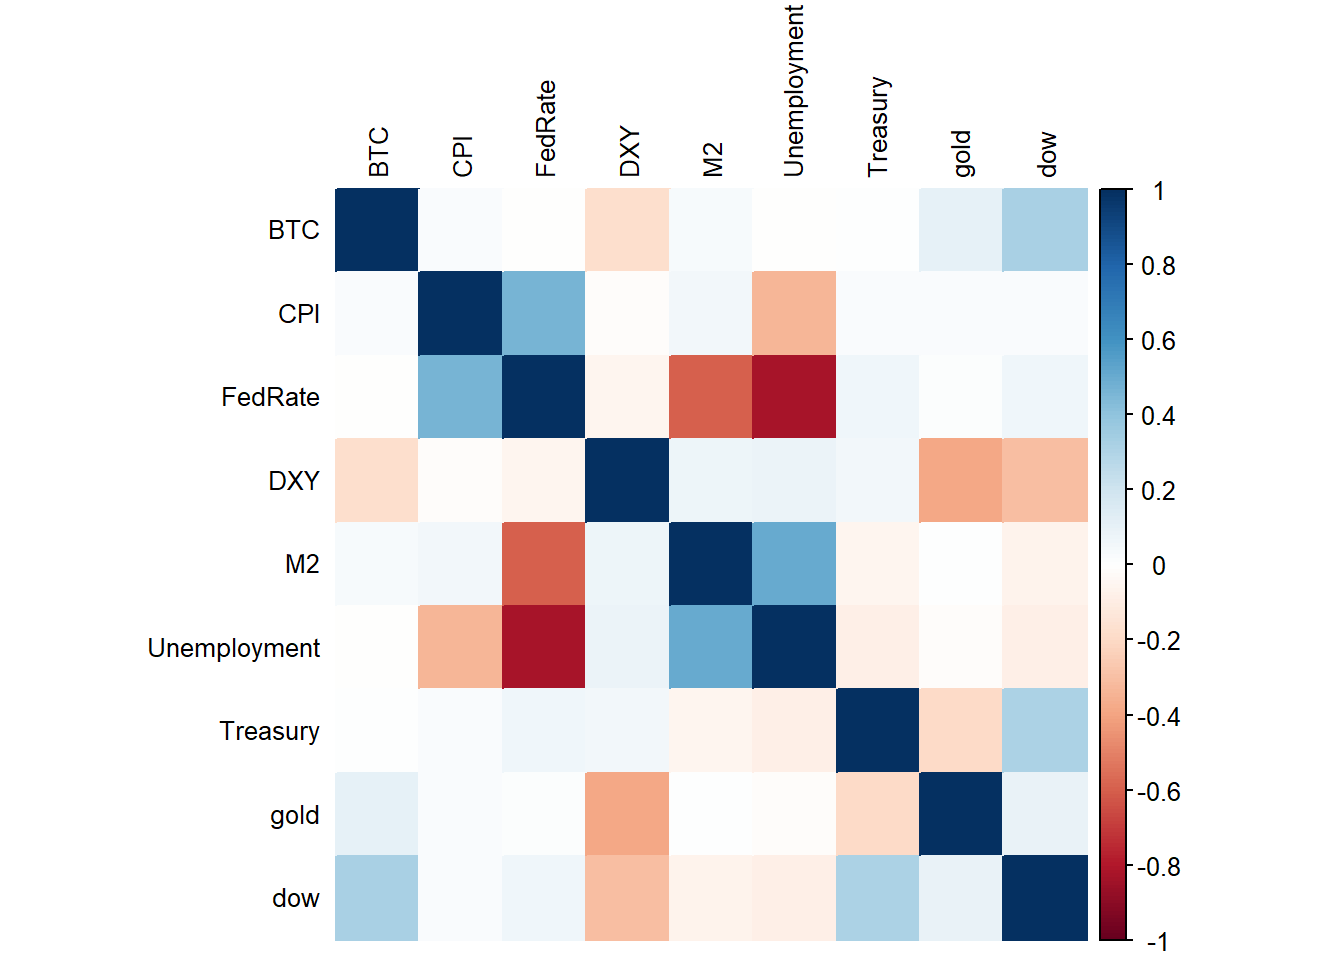 BTC CPI FedRate DXY M2 Unemployment Treasury gold dow
BTC
CPI
FedRate
DXY
M2
Unemployment
Treasury
gold
dow
1
0.8
0.6
0.4
0.2
0
-0.2
-0.4
-0.6
-0.8
-1